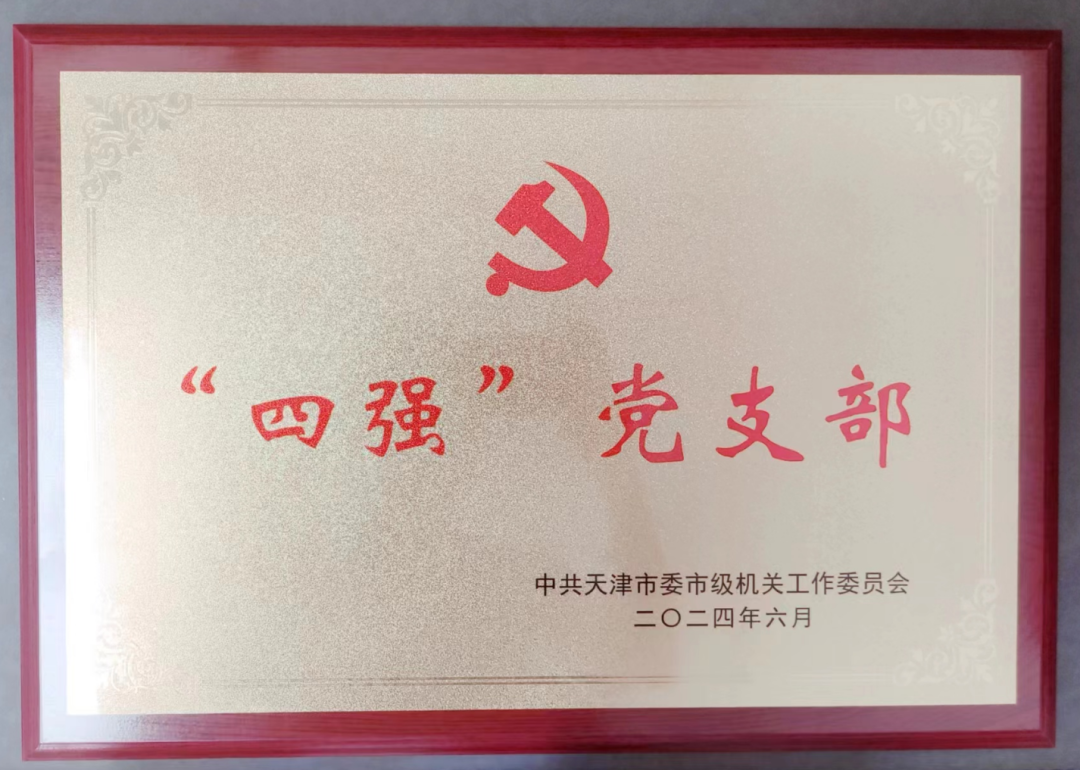 “四强”党支部
中共天津市委市级机关工作委员会
二〇二四年六月